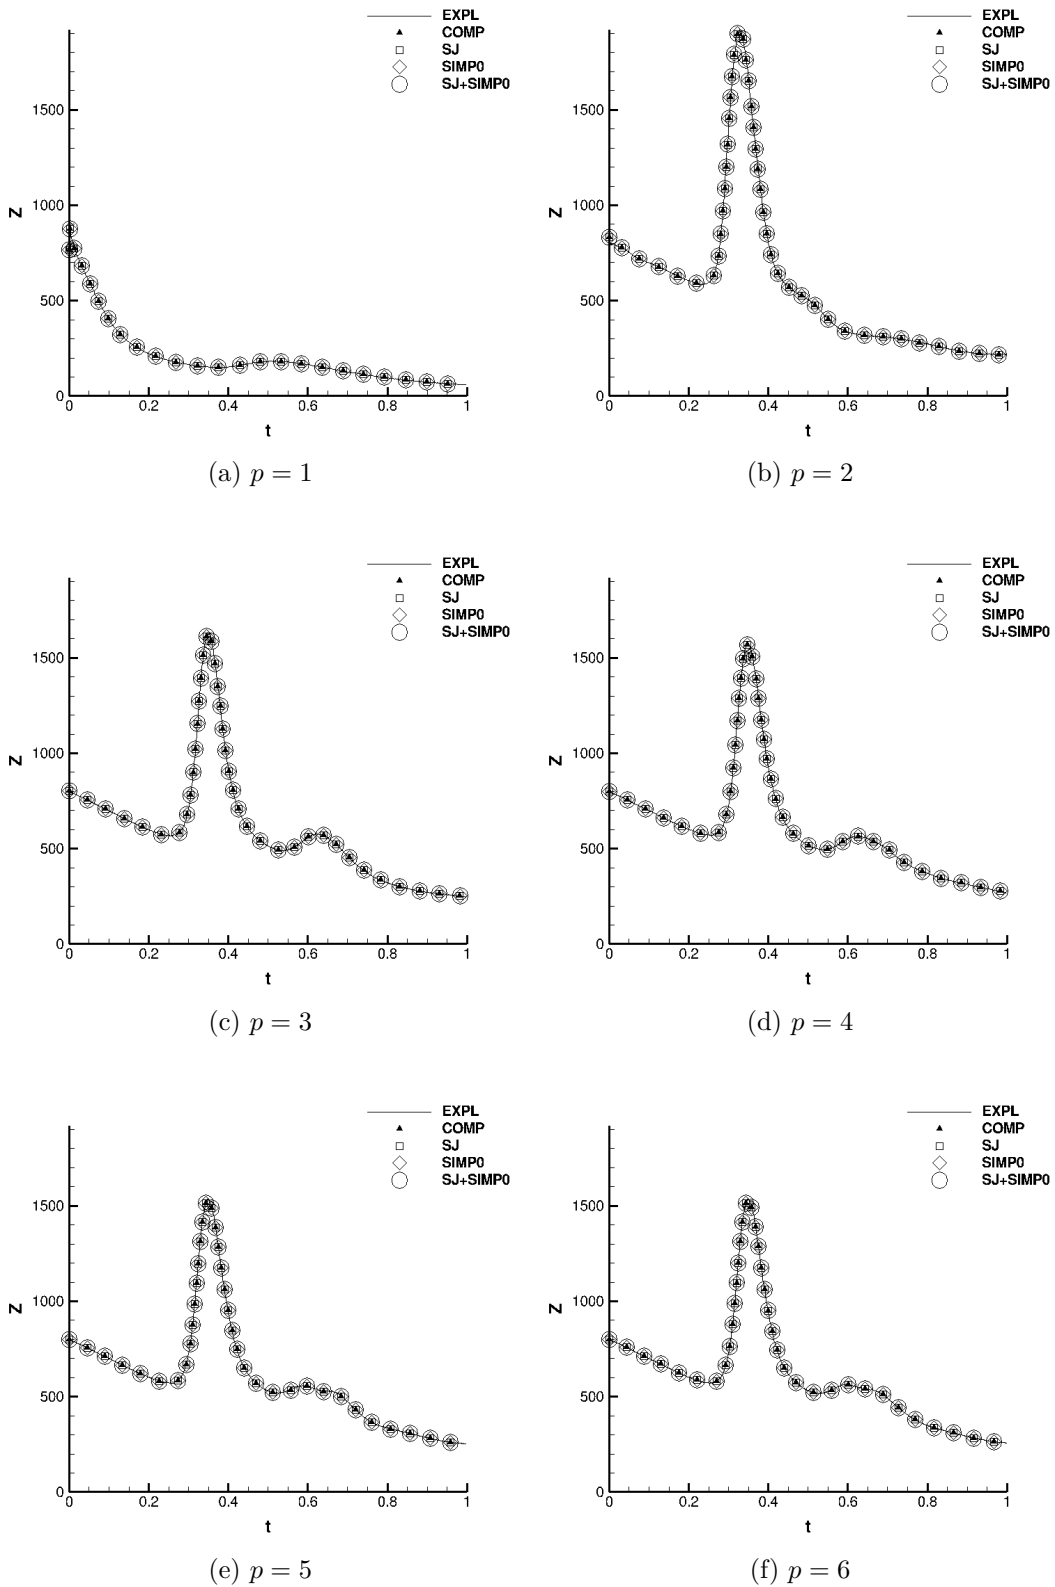 EXPL
COMP
SJ
SIMP0
SJ+SIMP0
1500
1000
500
0
Z
0 0.2 0.4 0.6 0.8 1
t
(a) p = 1
EXPL
COMP
SJ
SIMP0
SJ+SIMP0
1500
1000
500
0
Z
0 0.2 0.4 0.6 0.8 1
t
(b) p = 2
EXPL
COMP
SJ
SIMP0
SJ+SIMP0
1500
1000
500
0
Z
0 0.2 0.4 0.6 0.8 1
t
(c) p = 3
EXPL
COMP
SJ
SIMP0
SJ+SIMP0
1500
1000
500
0
Z
0 0.2 0.4 0.6 0.8 1
t
(d) p = 4
EXPL
COMP
SJ
SIMP0
SJ+SIMP0
1500
1000
500
0
Z
0 0.2 0.4 0.6 0.8 1
t
(e) p = 5
EXPL
COMP
SJ
SIMP0
SJ+SIMP0
1500
1000
500
0
Z
0 0.2 0.4 0.6 0.8 1
t
(f) p = 6